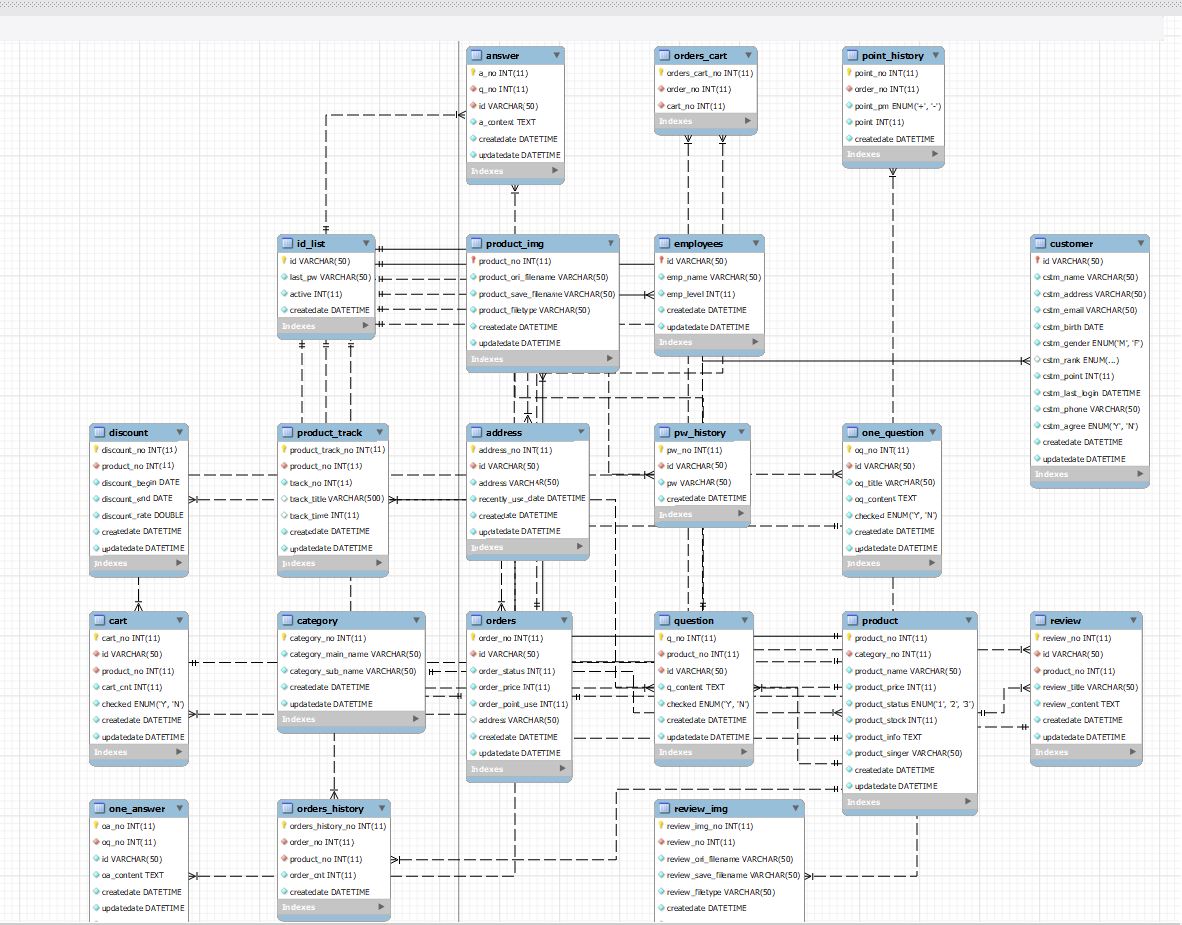 answer
a_no INT(11)
q_no INT(11)
id VARCHAR(50)
a_context TEXT
createdate DATETIME
updatedate DATETIME
Indexes
orders_cart
orders_cart_no INT(11)
order_no INT(11)
cart_no INT(11)
Indexes
point_history
point_no INT(11)
order_no INT(11)
point_pm ENUM('+', '-')
point INT(11)
createdate DATETIME
Indexes
id_list
id VARCHAR(50)
last_pw VARCHAR(50)
active INT(11)
createdate DATETIME
Indexes
product_img
product_no INT(11)
product_ori_filename VARCHAR(50)
product_save_filename VARCHAR(50)
product_filetype VARCHAR(50)
createdate DATETIME
updatedate DATETIME
Indexes
employees
id VARCHAR(50)
emp_name VARCHAR(50)
emp_level INT(11)
createdate DATETIME
updatedate DATETIME
Indexes
customer
id VARCHAR(50)
cstm_name VARCHAR(50)
cstm_address VARCHAR(50)
cstm_email VARCHAR(50)
cstm_birth DATE
cstm_gender ENUM('M', 'F')
cstm_rank ENUM(...)
cstm_point INT(11)
cstm_last_login DATETIME
cstm_phone VARCHAR(50)
cstm_agree ENUM('Y', 'N')
createdate DATETIME
updatedate DATETIME
Indexes
discount
discount_no INT(11)
product_no INT(11)
discount_begin DATE
discount_end DATE
discount_rate DOUBLE
createdate DATETIME
updatedate DATETIME
Indexes
product_track
product_track_no INT(11)
product_no INT(11)
track_no INT(11)
track_title VARCHAR(500)
track_time INT(11)
createdate DATETIME
updatedate DATETIME
Indexes
address
address_no INT(11)
id VARCHAR(50)
address VARCHAR(50)
recently_use_date DATETIME
createdate DATETIME
updatedate DATETIME
Indexes
pw_history
pw_no INT(11)
id VARCHAR(50)
pw VARCHAR(50)
createdate DATETIME
Indexes
one_question
oq_no INT(11)
id VARCHAR(50)
oq_title VARCHAR(50)
oq_content TEXT
checked ENUM('Y', 'N')
createdate DATETIME
updatedate DATETIME
Indexes
cart
cart_no INT(11)
id VARCHAR(50)
product_no INT(11)
cart_cnt INT(11)
checked ENUM('Y', 'N')
createdate DATETIME
updatedate DATETIME
Indexes
category
category_no INT(11)
category_main_name VARCHAR(50)
category_sub_name VARCHAR(50)
createdate DATETIME
updatedate DATETIME
Indexes
orders
order_no INT(11)
id VARCHAR(50)
order_status INT(11)
order_price INT(11)
order_point_use INT(11)
address VARCHAR(50)
createdate DATETIME
updatedate DATETIME
Indexes
question
q_no INT(11)
product_no INT(11)
id VARCHAR(50)
q_content TEXT
checked ENUM('Y', 'N')
createdate DATETIME
updatedate DATETIME
Indexes
product
product_no INT(11)
category_no INT(11)
product_name VARCHAR(50)
product_price INT(11)
product_status ENUM('1', '2', '3')
product_stock INT(11)
product_info TEXT
product_singer VARCHAR(50)
createdate DATETIME
updatedate DATETIME
Indexes
review
review_no INT(11)
id VARCHAR(50)
product_no INT(11)
review_title VARCHAR(50)
review_content TEXT
createdate DATETIME
updatedate DATETIME
Indexes
one_answer
oa_no INT(11)
oq_no INT(11)
id VARCHAR(50)
oa_content TEXT
createdate DATETIME
updatedate DATETIME
orders_history
orders_history_no INT(11)
order_no INT(11)
product_no INT(11)
order_cnt INT(11)
createdate DATETIME
Indexes
review_img
review_img_no INT(11)
review_no INT(11)
review_ori_filename VARCHAR(50)
review_save_filename VARCHAR(50)
review_filetype VARCHAR(50)
createdate DATETIME